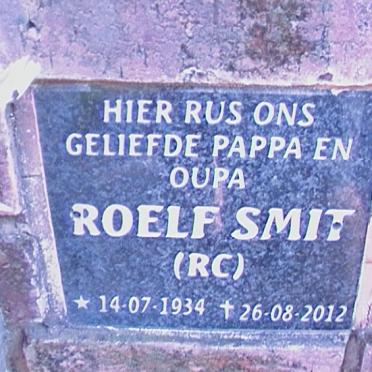 HIER RUS ONS
GELIEFDE PAPPA EN
OUPA
ROELF SMIT
(RC)
★ 14-07-1934 ✝ 26-08-2012